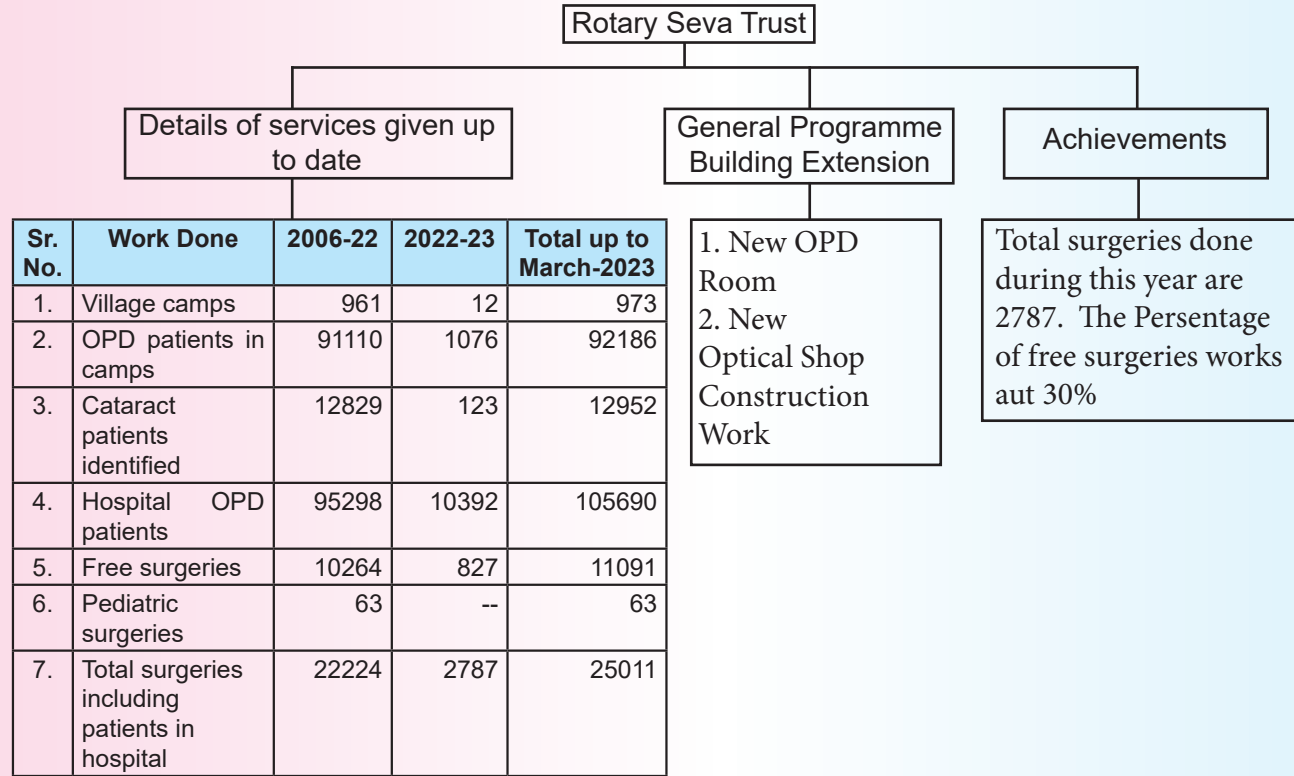 Rotary Seva Trust
Details of services given up
to date
General Programme
Building Extension
Achievements
Sr. No. Work Done 2006-22 2022-23 Total up to March-2023
1. Village camps 961 12 973
2. OPD patients in camps 91110 1076 92186
3. Cataract patients identified 12829 123 12952
4. Hospital OPD patients 95298 10392 105690
5. Free surgeries 10264 827 11091
6. Pediatric surgeries 63 -- 63
7. Total surgeries including patients in hospital 22224 2787 25011
1. New OPD
Room
2. New
Optical Shop
Construction
Work
Total surgeries done
during this year are
2787. The Persentage
of free surgeries works
aut 30%